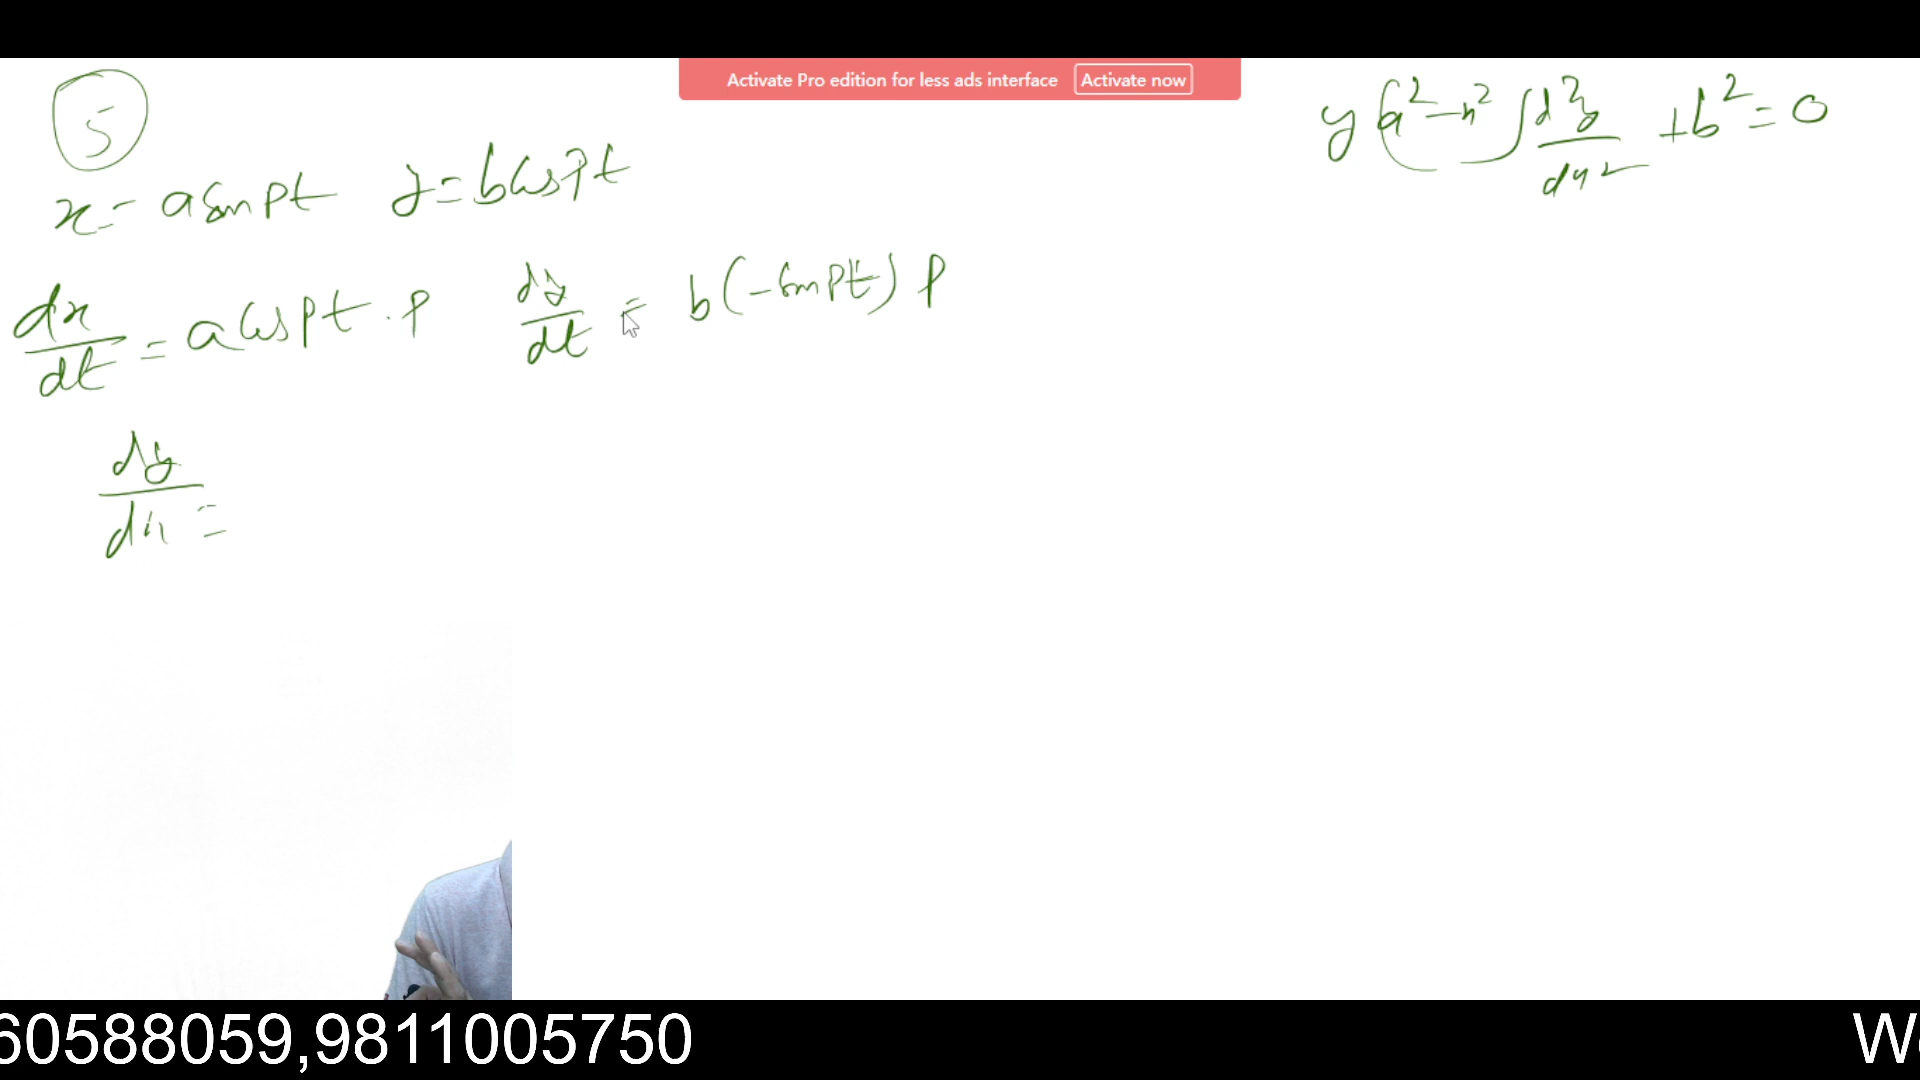 Activate Pro edition for less ads interface Activate now
5
y(a²-x²) d²y/dx² + b² = 0
x = a sin pt y = b cos pt
dx/dt = a cos pt . p dy/dt = b(-sin pt) p
dy/dx =
60588059,9811005750